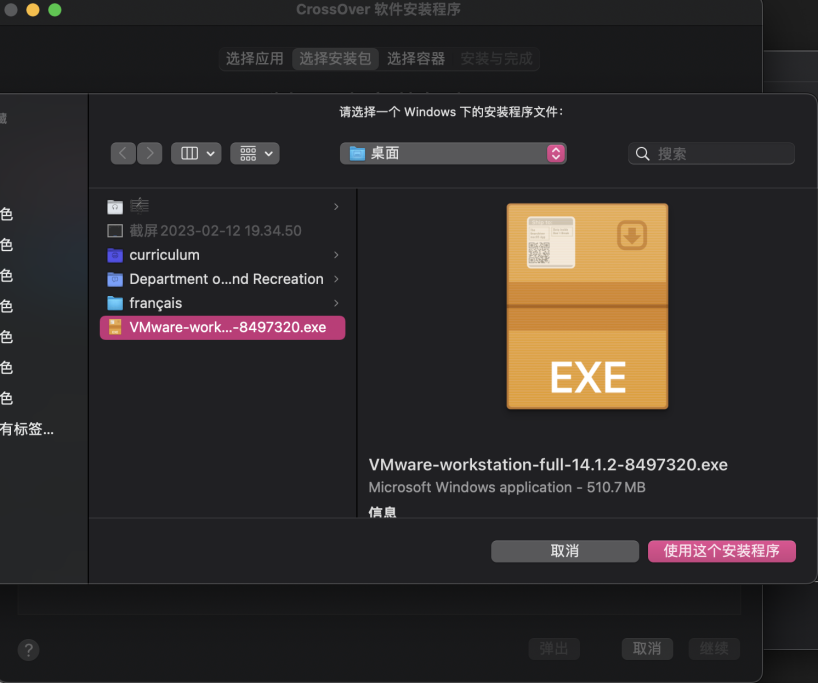 CrossOver 软件安装程序
选择应用 选择安装包 选择容器 安装与完成
请选择一个 Windows 下的安装程序文件：
藏
桌面
搜索
截屏2023-02-12 19.34.50
色
curriculum
色
Department o...nd Recreation
色
français
色
VMware-work...-8497320.exe
色
色
色
有标签...
EXE
VMware-workstation-full-14.1.2-8497320.exe
Microsoft Windows application - 510.7 MB
信息
取消 使用这个安装程序
?
弹出 取消 继续